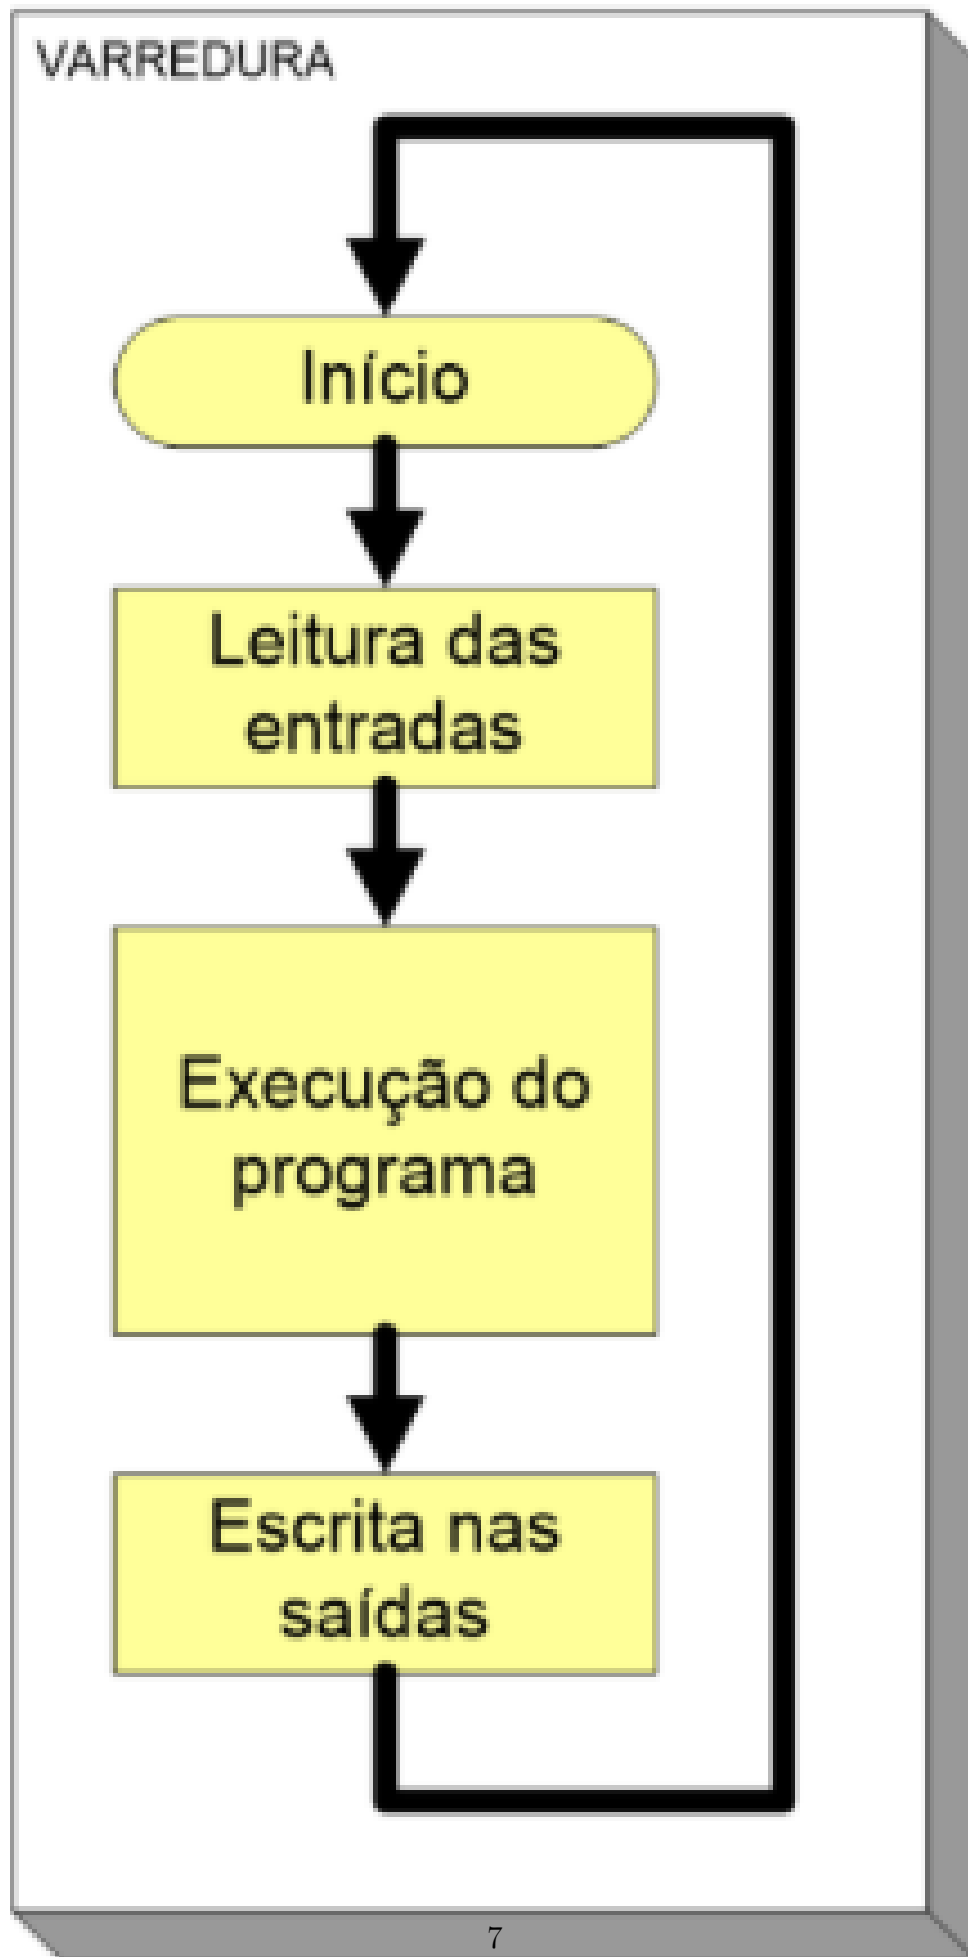 VARREDURA
Início
Leitura das
entradas
Execução do
programa
Escrita nas
saídas
7